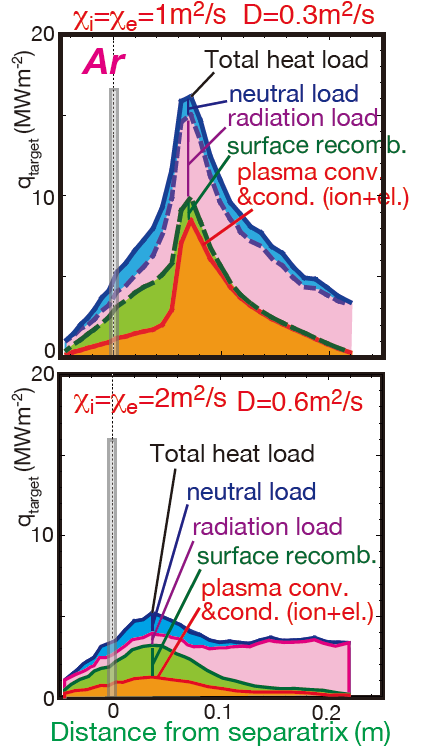 χi=χe=1m²/s D=0.3m²/s
20
Ar
Total heat load
neutral load
radiation load
surface recomb.
plasma conv.
&cond. (ion+el.)
10
qtarget (MWm⁻²)
0
20
χi=χe=2m²/s D=0.6m²/s
Total heat load
neutral load
radiation load
surface recomb.
plasma conv.
&cond. (ion+el.)
10
qtarget (MWm⁻²)
0
0 0.1 0.2
Distance from separatrix (m)